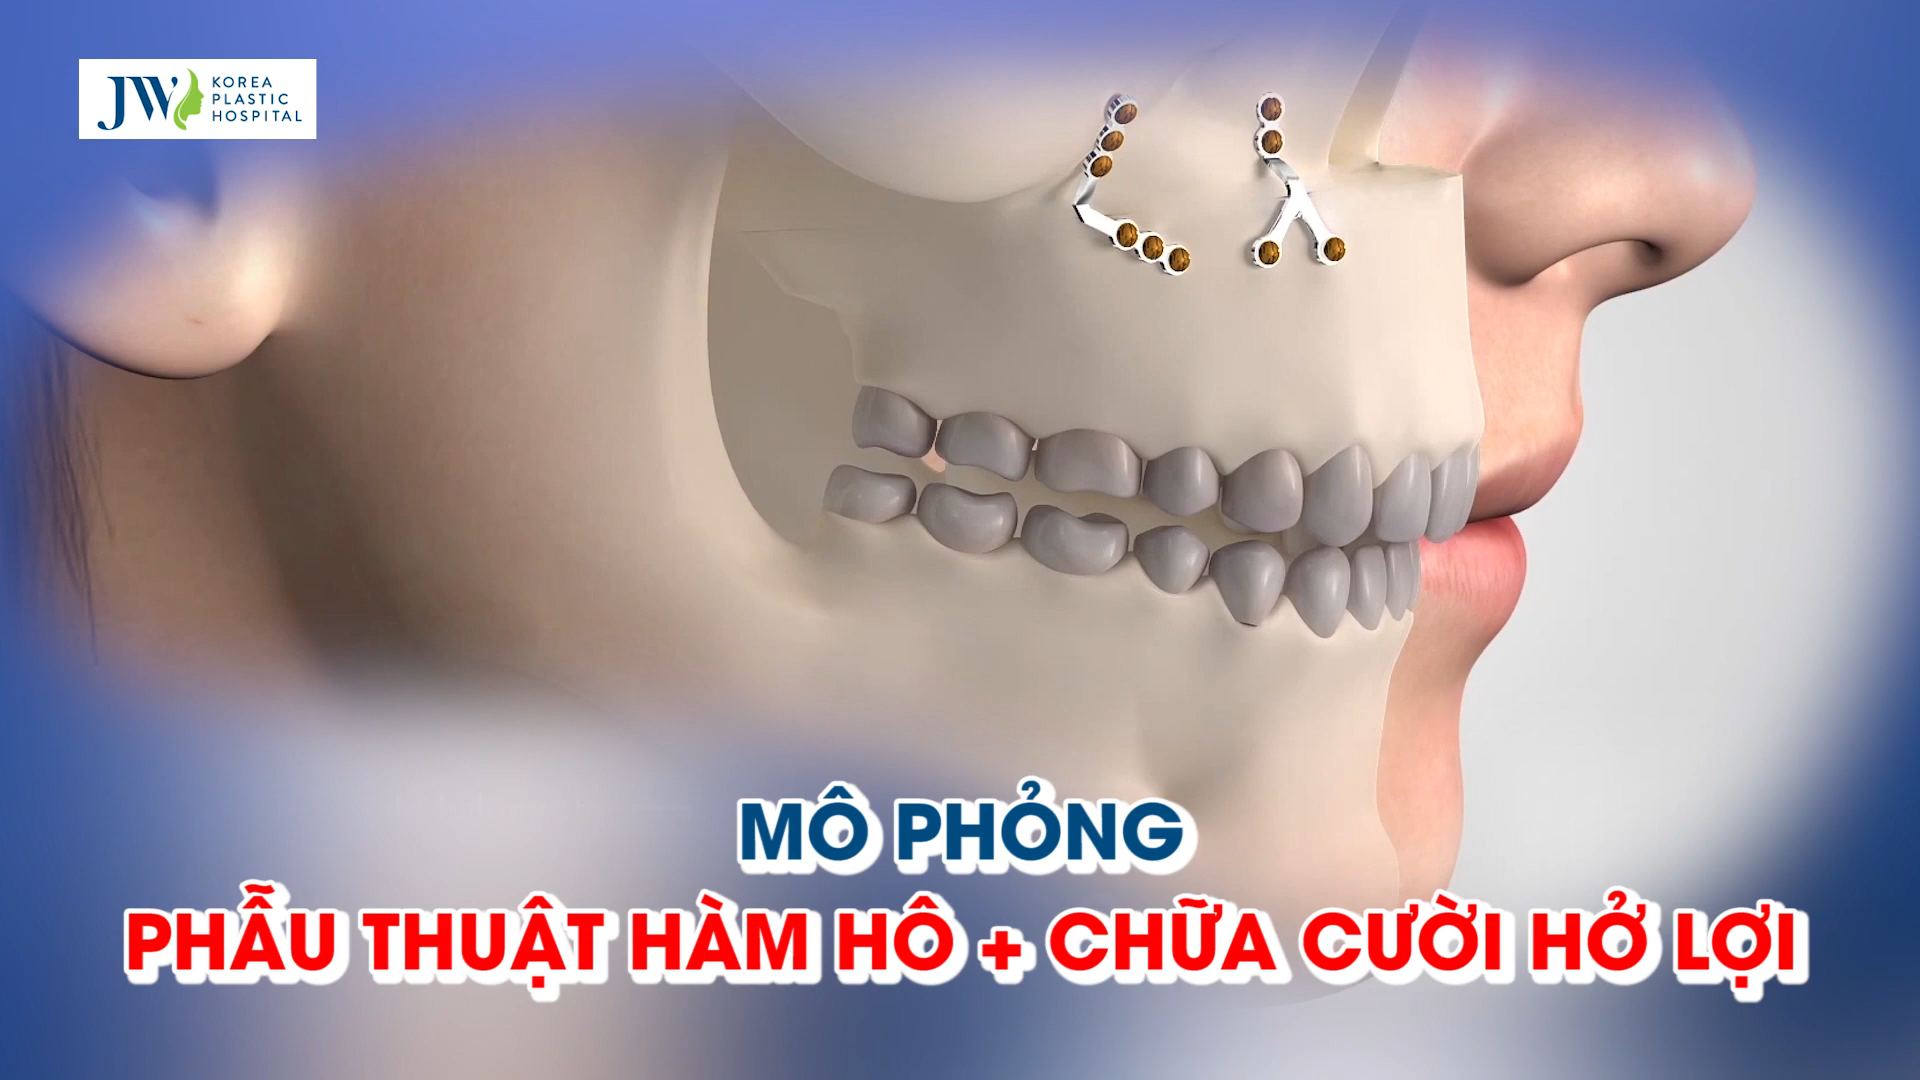 JW KOREA
PLASTIC
HOSPITAL
MÔ PHỎNG
PHẪU THUẬT HÀM HÔ + CHỮA CƯỜI HỞ LỢI